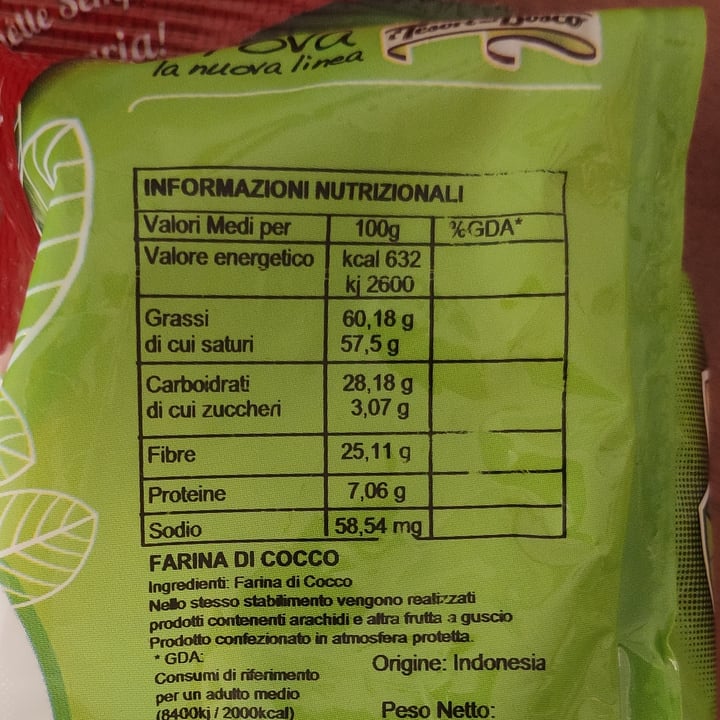 la nuova linea
INFORMAZIONI NUTRIZIONALI
Valori Medi per 100g %GDA*
Valore energetico kcal 632
kj 2600
Grassi 60,18 g
di cui saturi 57,5 g
Carboidrati 28,18 g
di cui zuccheri 3,07 g
Fibre 25,11 g
Proteine 7,06 g
Sodio 58,54 mg
FARINA DI COCCO
Ingredienti: Farina di Cocco
Nello stesso stabilimento vengono realizzati
prodotti contenenti arachidi e altra frutta a guscio
Prodotto confezionato in atmosfera protetta.
* GDA:
Consumi di riferimento
per un adulto medio
(8400kj / 2000kcal)
Origine: Indonesia
Peso Netto: